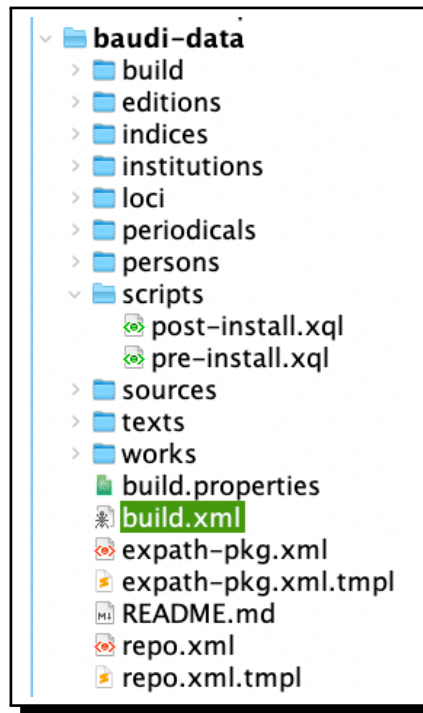 baudi-data
build
editions
indices
institutions
loci
periodicals
persons
scripts
post-install.xql
pre-install.xql
sources
texts
works
build.properties
build.xml
expath-pkg.xml
expath-pkg.xml.tmpl
README.md
repo.xml
repo.xml.tmpl